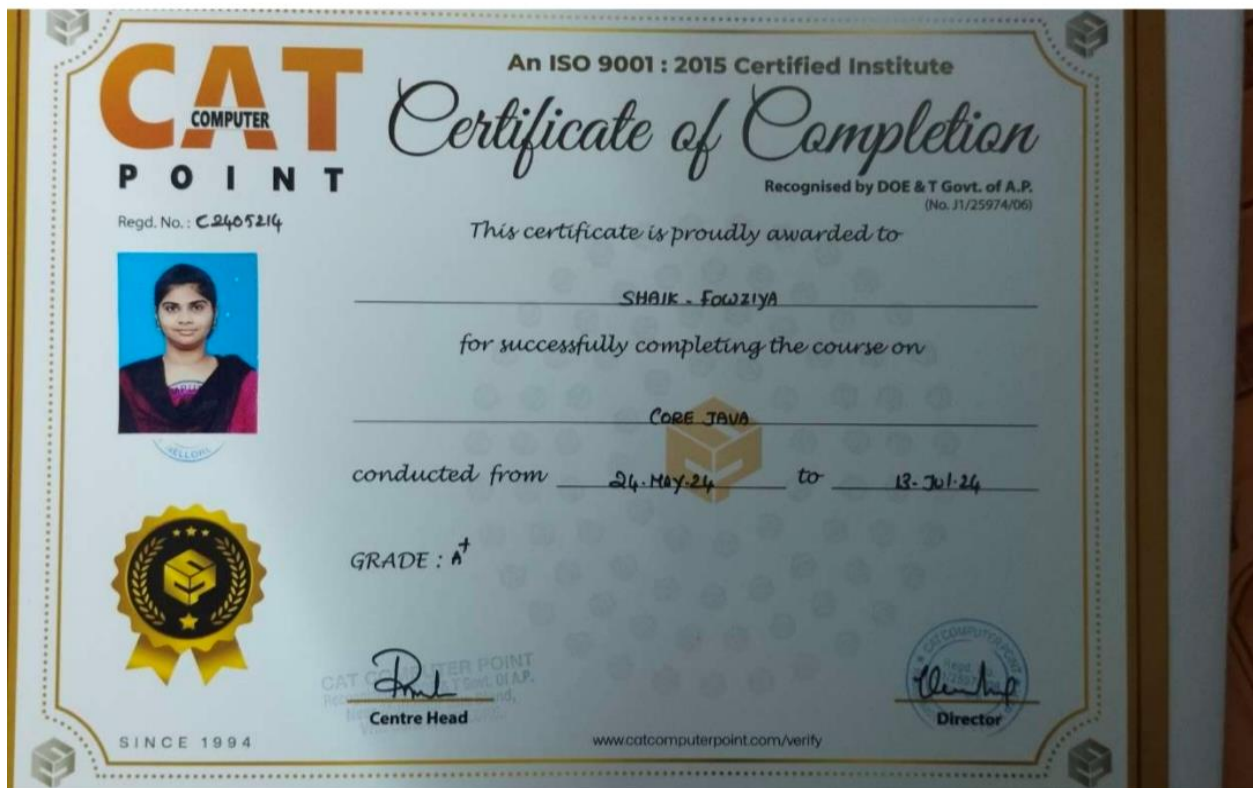 CAT
COMPUTER
POINT
An ISO 9001 : 2015 Certified Institute
Certificate of Completion
Recognised by DOE & T Govt. of A.P.
(No. J1/25974/06)
Regd. No.: C2405214
This certificate is proudly awarded to
SHAIK - FOWZIYA
for successfully completing the course on
CORE JAVA
conducted from 24-MAY-24 to 13-Jul-24
GRADE : A+
CAT COMPUTER POINT
Centre Head
Director
SINCE 1994
www.catcomputerpoint.com/verify